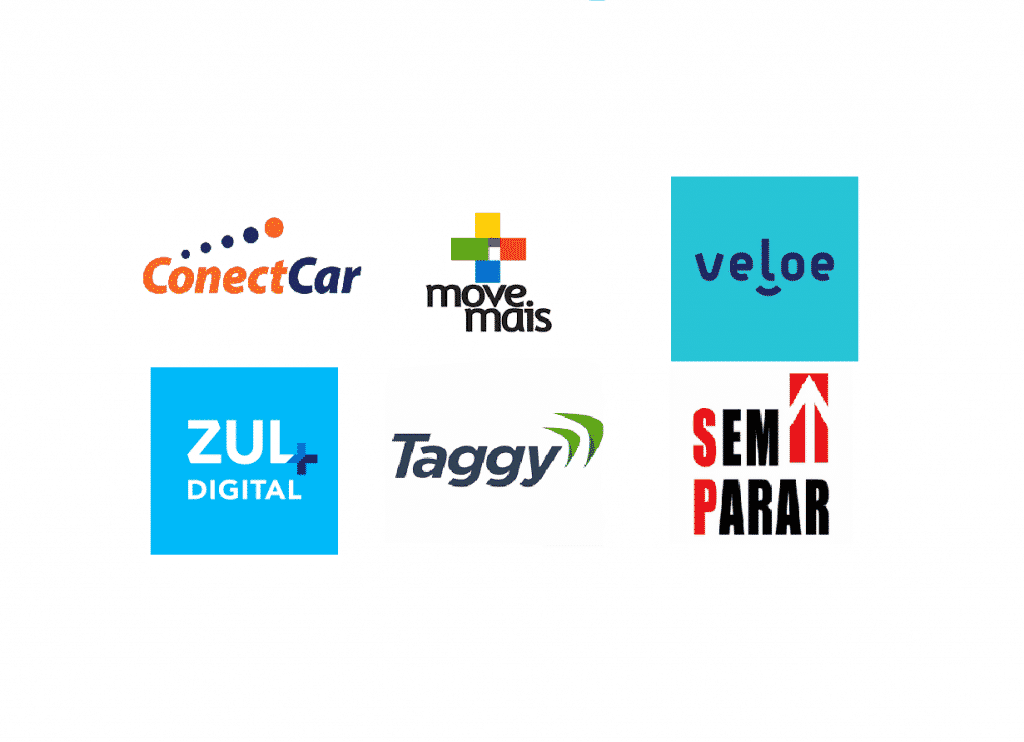 ConectCar
move
mais
veloe
ZUL+
DIGITAL
Taggy
SEM
PARAR